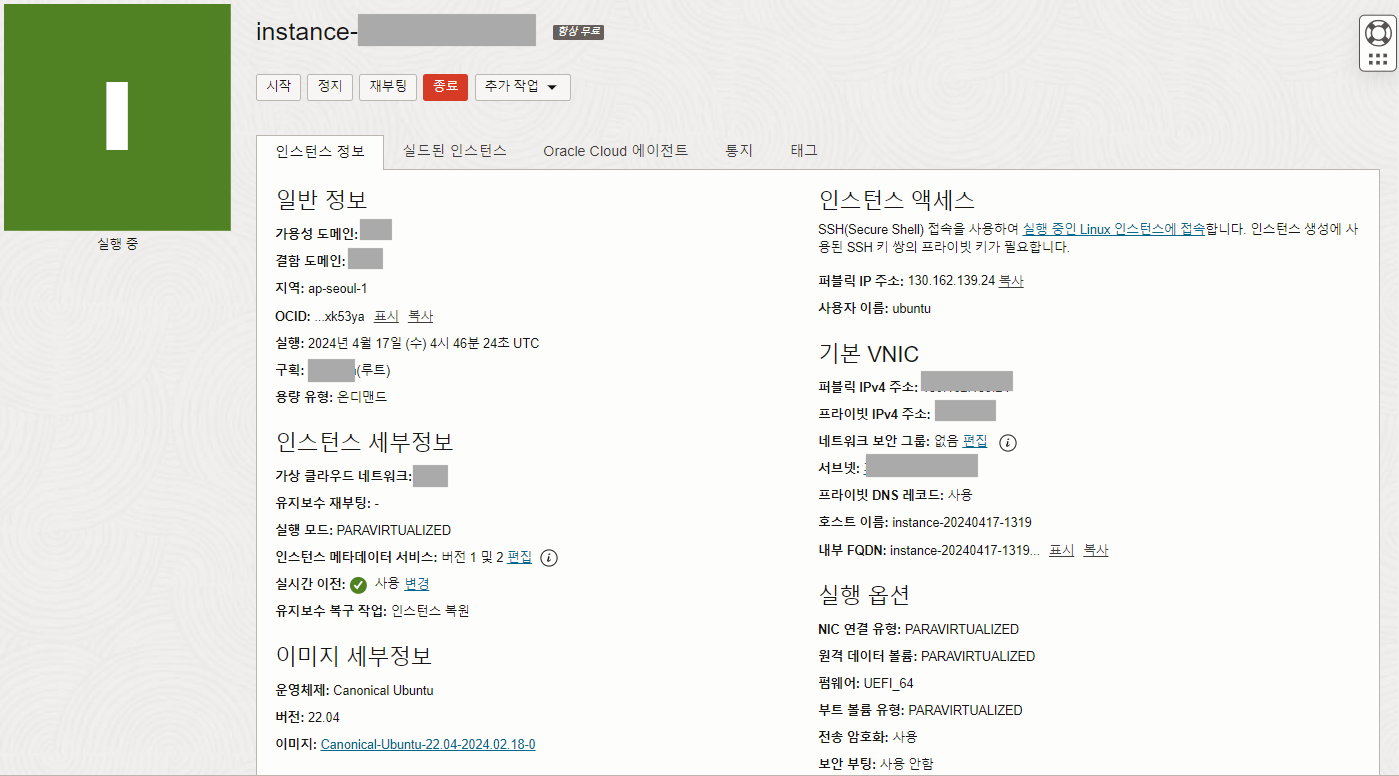 instance-
항상 무료
시작 정지 재부팅 종료 추가 작업
실행 중
인스턴스 정보 실드된 인스턴스 Oracle Cloud 에이전트 통지 태그
일반 정보
가용성 도메인:
결함 도메인:
지역: ap-seoul-1
OCID: ...xk53ya 표시 복사
실행: 2024년 4월 17일 (수) 4시 46분 24초 UTC
구획: (루트)
용량 유형: 온디맨드
인스턴스 세부정보
가상 클라우드 네트워크:
유지보수 재부팅: -
실행 모드: PARAVIRTUALIZED
인스턴스 메타데이터 서비스: 버전 1 및 2 편집
실시간 이전: 사용 변경
유지보수 복구 작업: 인스턴스 복원
이미지 세부정보
운영체제: Canonical Ubuntu
버전: 22.04
이미지: Canonical-Ubuntu-22.04-2024.02.18-0
인스턴스 액세스
SSH(Secure Shell) 접속을 사용하여 실행 중인 Linux 인스턴스에 접속합니다. 인스턴스 생성에 사
용된 SSH 키 쌍의 프라이빗 키가 필요합니다.
퍼블릭 IP 주소: 130.162.139.24 복사
사용자 이름: ubuntu
기본 VNIC
퍼블릭 IPv4 주소:
프라이빗 IPv4 주소:
네트워크 보안 그룹: 없음 편집
서브넷:
프라이빗 DNS 레코드: 사용
호스트 이름: instance-20240417-1319
내부 FQDN: instance-20240417-1319... 표시 복사
실행 옵션
NIC 연결 유형: PARAVIRTUALIZED
원격 데이터 볼륨: PARAVIRTUALIZED
펌웨어: UEFI_64
부트 볼륨 유형: PARAVIRTUALIZED
전송 암호화: 사용
보안 부팅: 사용 안함